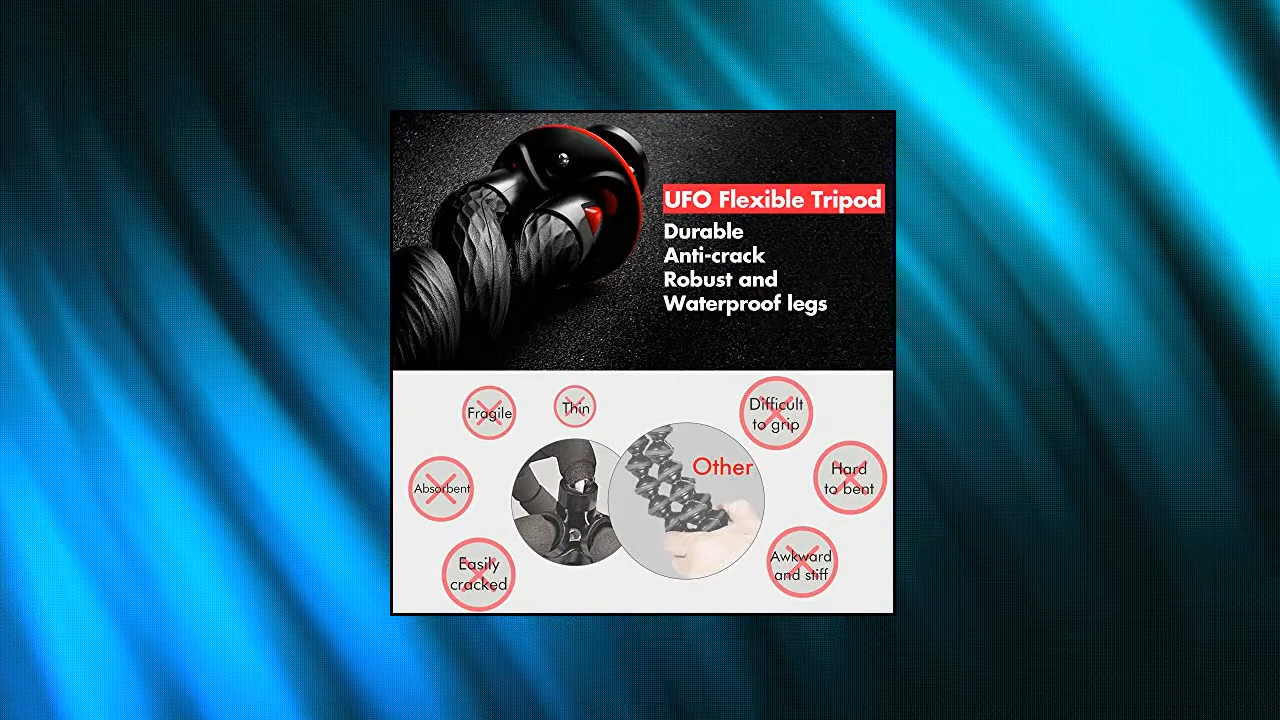 UFO Flexible Tripod
Durable
Anti-crack
Robust and
Waterproof legs
Fragile
Thin
Difficult
to grip
Other
Hard
to bent
Absorbent
Easily
cracked
Awkward
and stiff